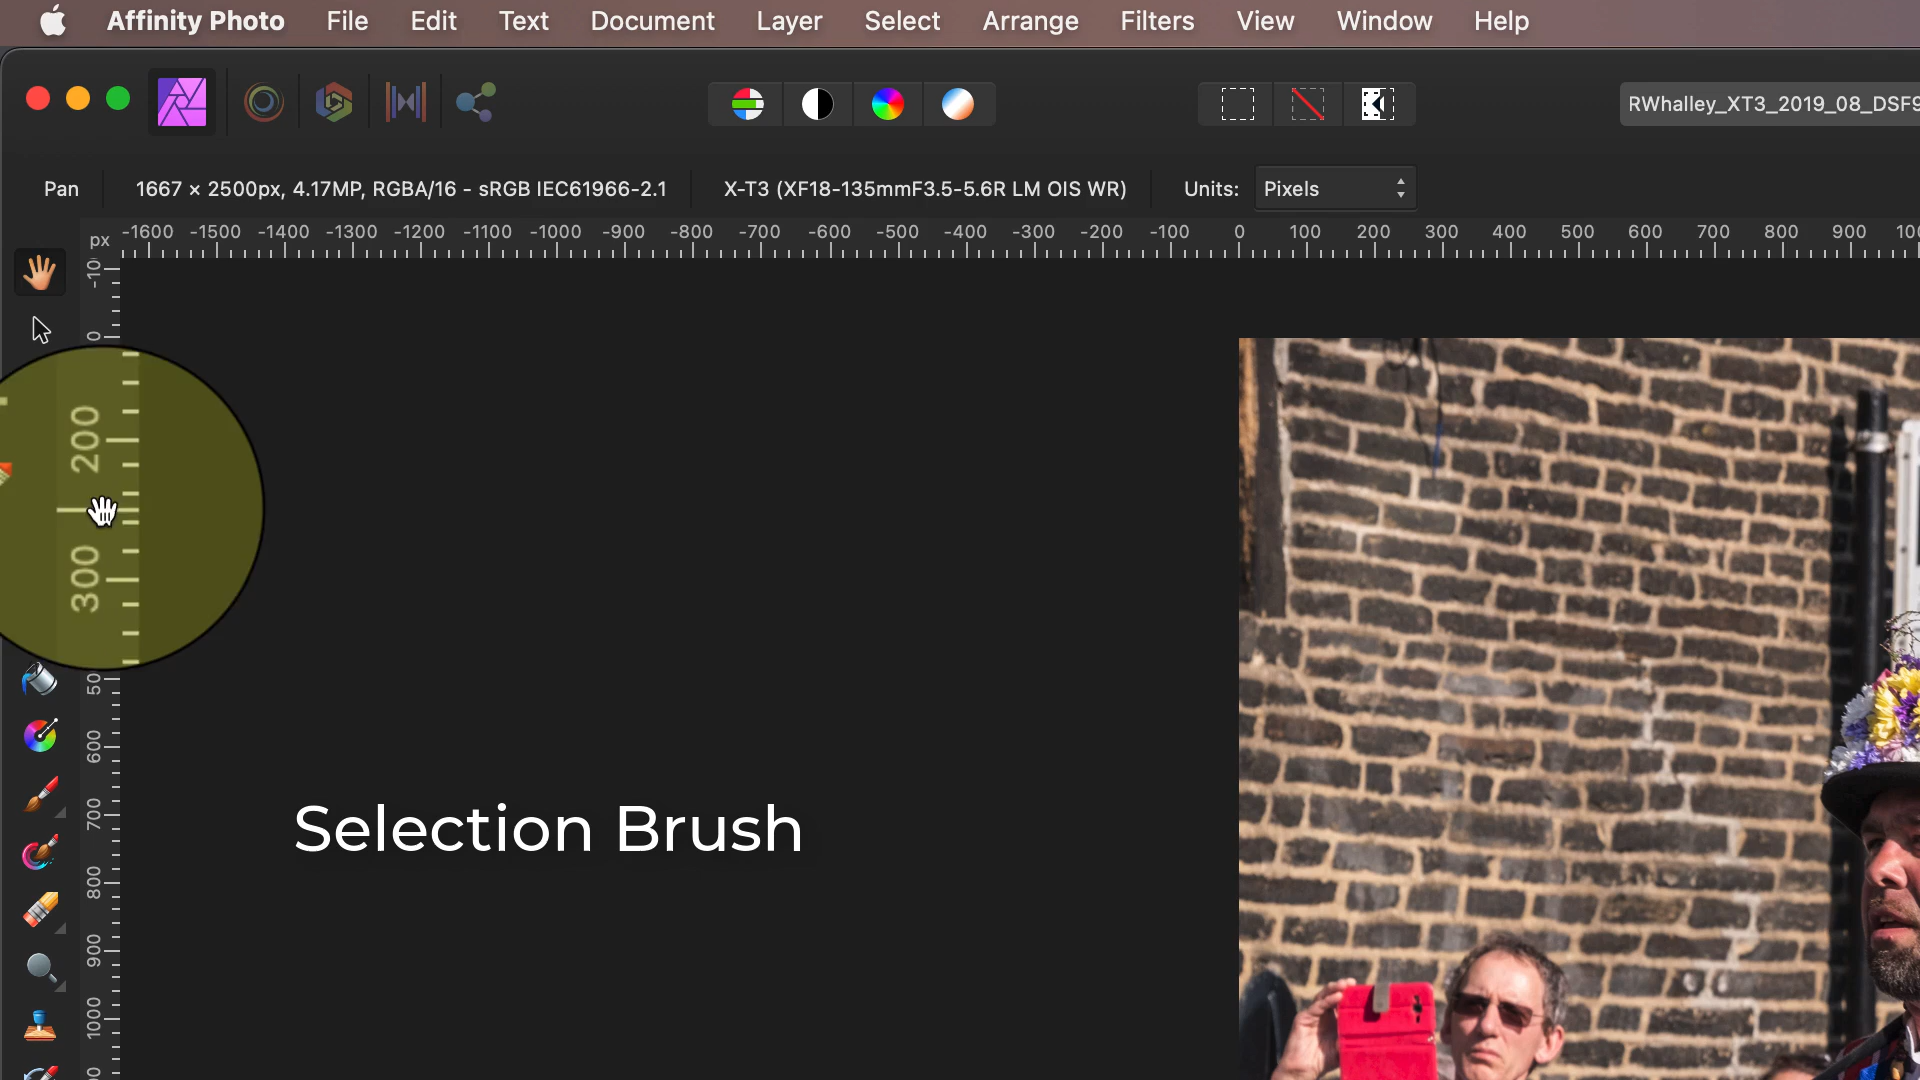 Affinity Photo File Edit Text Document Layer Select Arrange Filters View Window Help
RWhalley_XT3_2019_08_DSF9
Pan 1667 × 2500px, 4.17MP, RGBA/16 - sRGB IEC61966-2.1 X-T3 (XF18-135mmF3.5-5.6R LM OIS WR) Units: Pixels
px -1600 -1500 -1400 -1300 -1200 -1100 -1000 -900 -800 -700 -600 -500 -400 -300 -200 -100 0 100 200 300 400 500 600 700 800 900
0
200
300
600
700
800
900
1000
Selection Brush